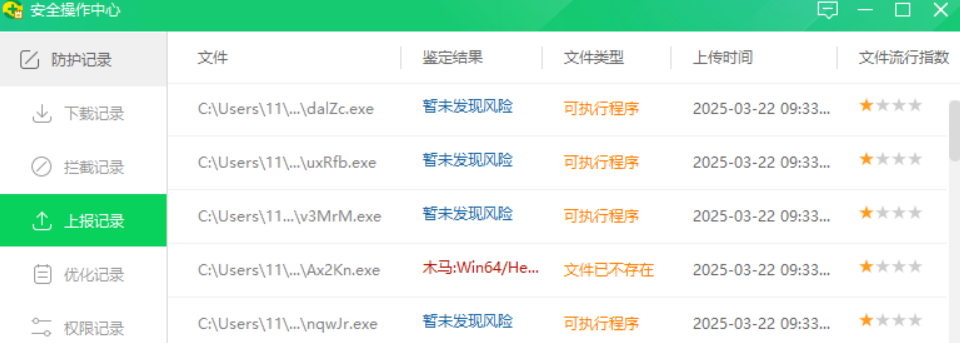 安全操作中心
防护记录
下载记录
拦截记录
上报记录
优化记录
权限记录
文件 鉴定结果 文件类型 上传时间 文件流行指数
C:\Users\11\...\dalZc.exe 暂未发现风险 可执行程序 2025-03-22 09:33...
C:\Users\11\...\uxRfb.exe 暂未发现风险 可执行程序 2025-03-22 09:33...
C:\Users\11...\v3MrM.exe 暂未发现风险 可执行程序 2025-03-22 09:33...
C:\Users\11\...\Ax2Kn.exe 木马:Win64/He... 文件已不存在 2025-03-22 09:33...
C:\Users\11\...\nqwJr.exe 暂未发现风险 可执行程序 2025-03-22 09:33...